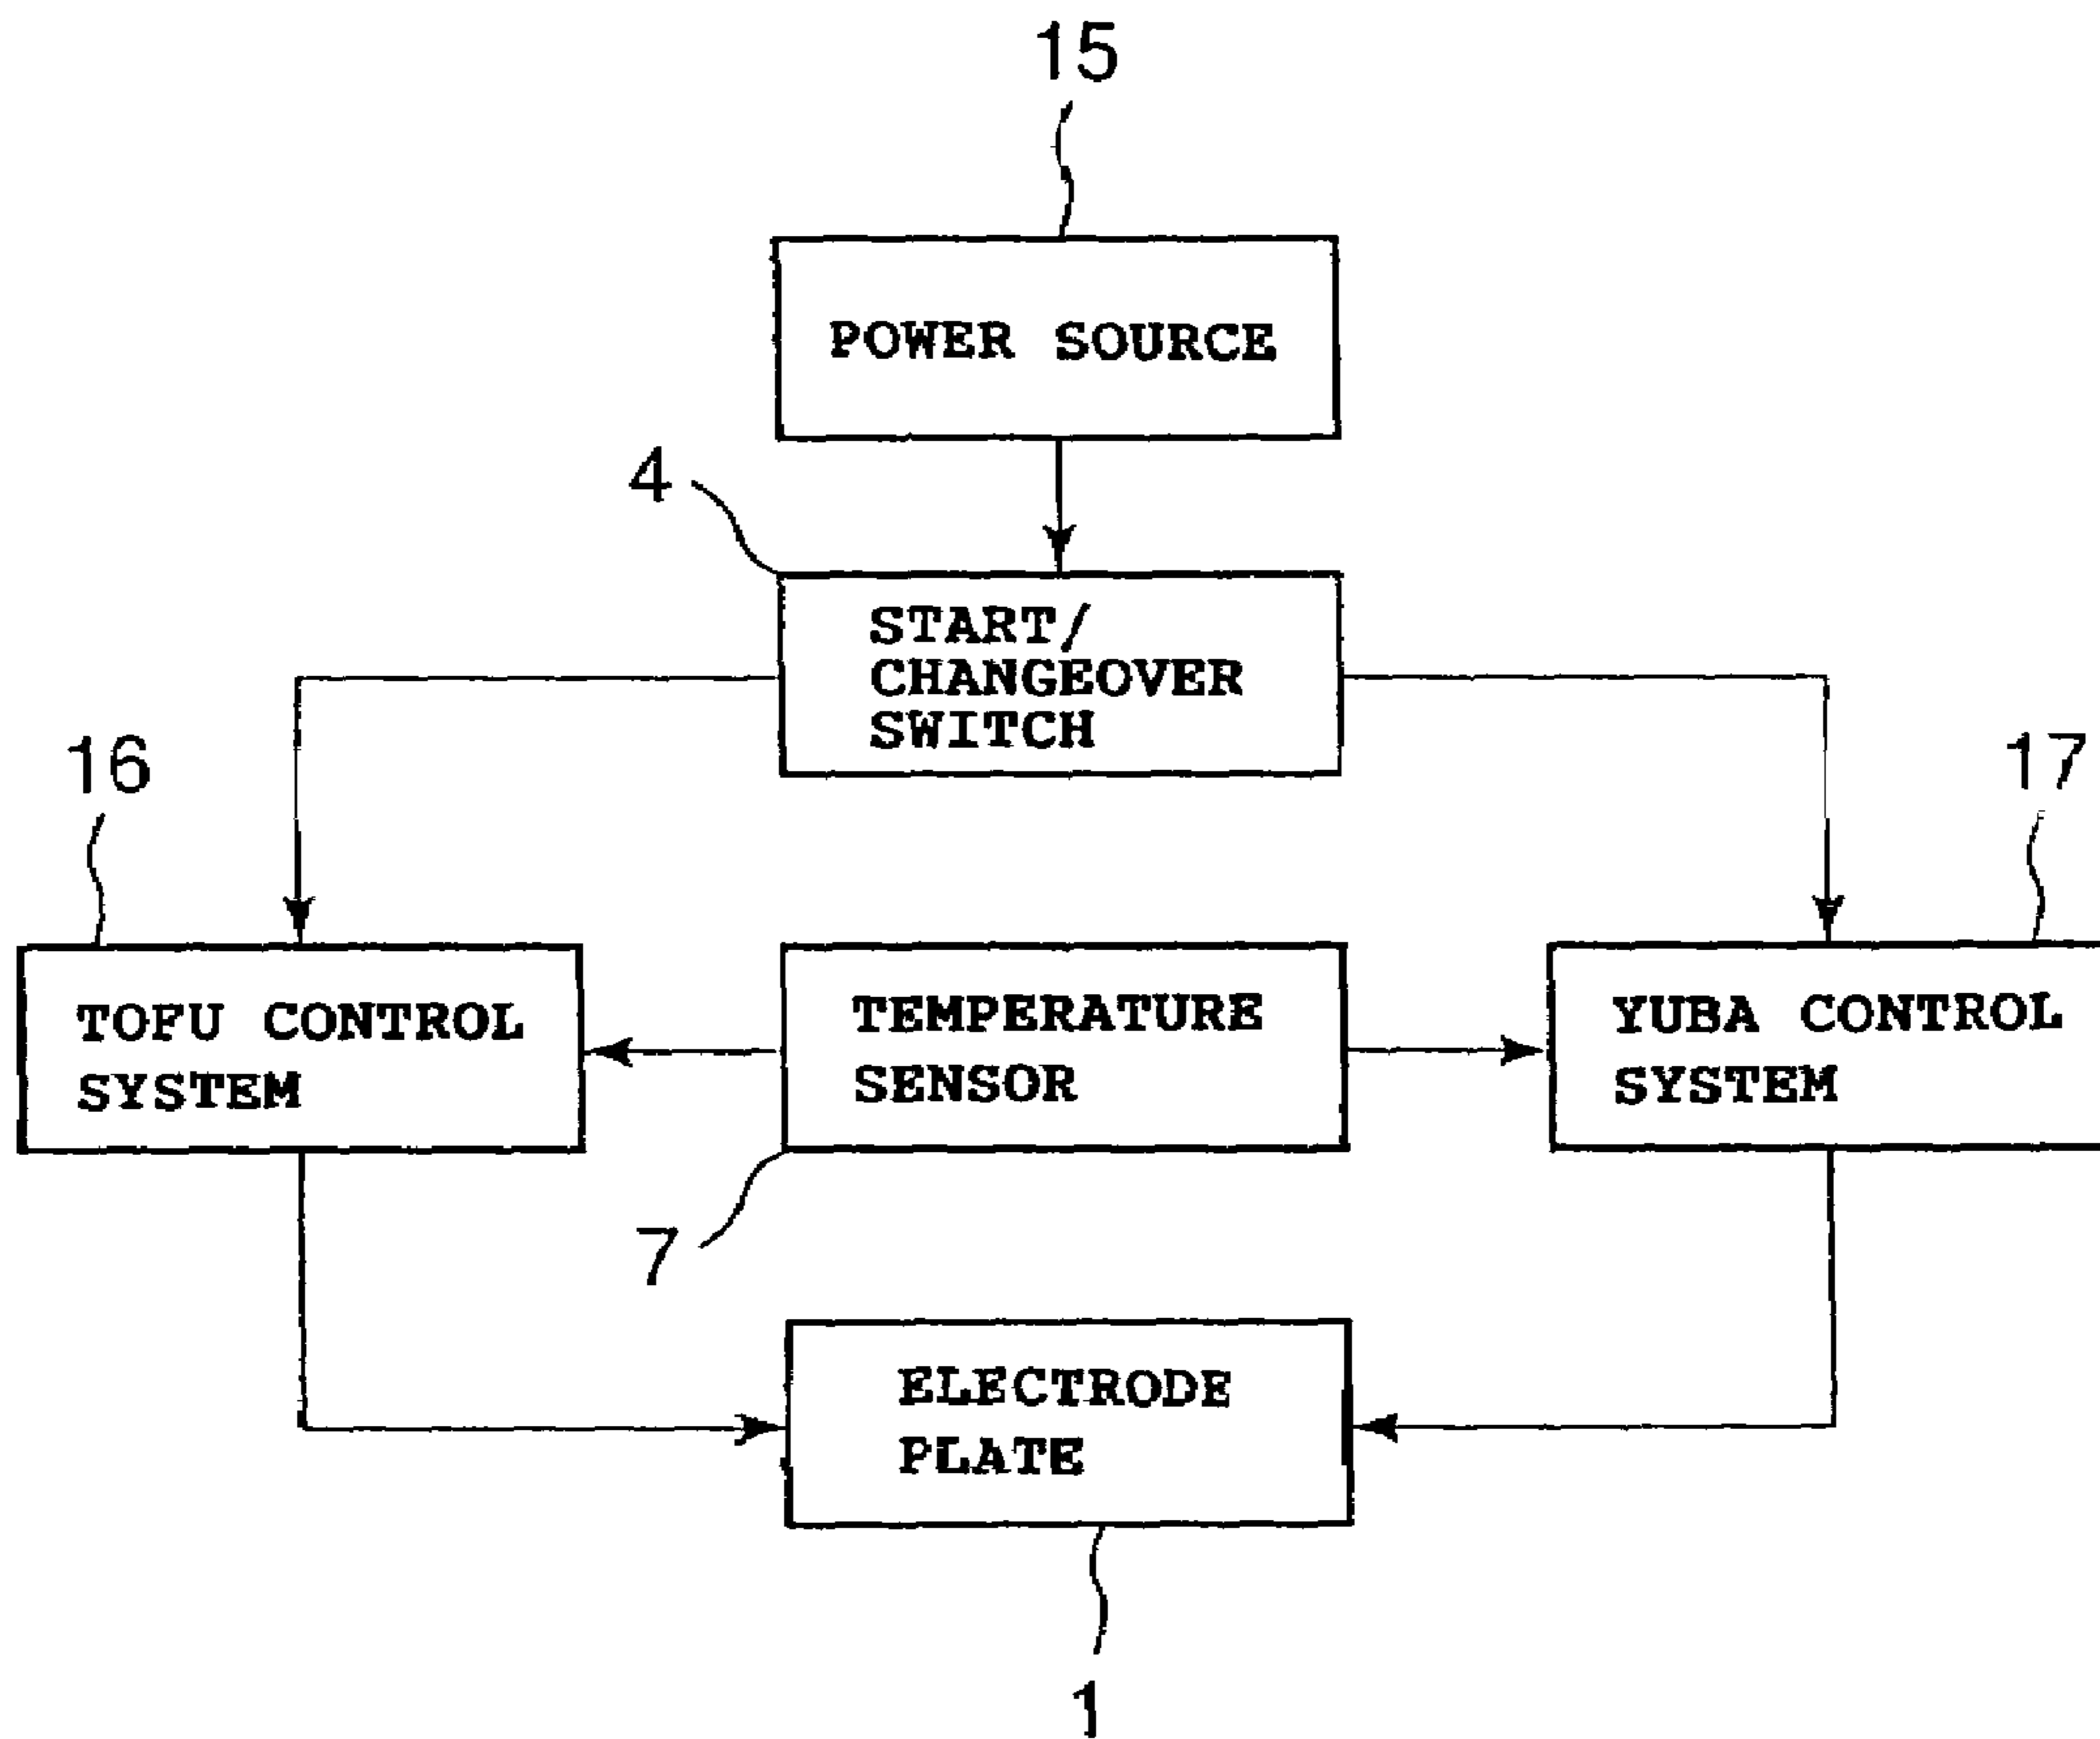 15
POWER SOURCE
4
START/
CHANGEOVER
SWITCH
16
17
TOFU CONTROL
SYSTEM
TEMPERATURE
SENSOR
YUBA CONTROL
SYSTEM
7
ELECTRODE
PLATE
1